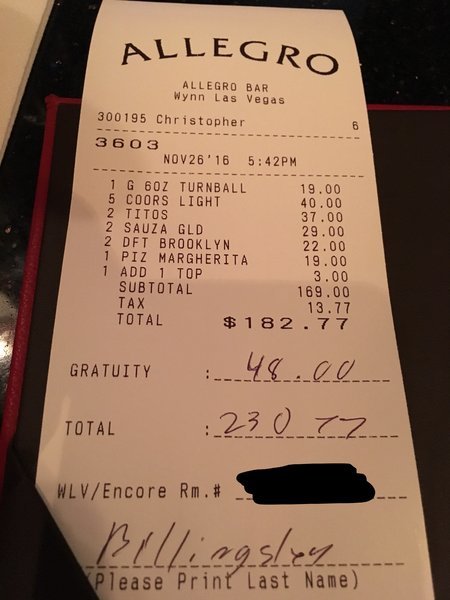 ALLEGRO
ALLEGRO BAR
Wynn Las Vegas
300195 Christopher 6
3603
NOV26'16 5:42PM
1 G 6OZ TURNBALL 19.00
5 COORS LIGHT 40.00
2 TITOS 37.00
2 SAUZA GLD 29.00
2 DFT BROOKLYN 22.00
1 PIZ MARGHERITA 19.00
1 ADD 1 TOP 3.00
SUBTOTAL 169.00
TAX 13.77
TOTAL $182.77
GRATUITY : 48.00
TOTAL : 230 77
WLV/Encore Rm.#
Billingsley
(Please Print Last Name)